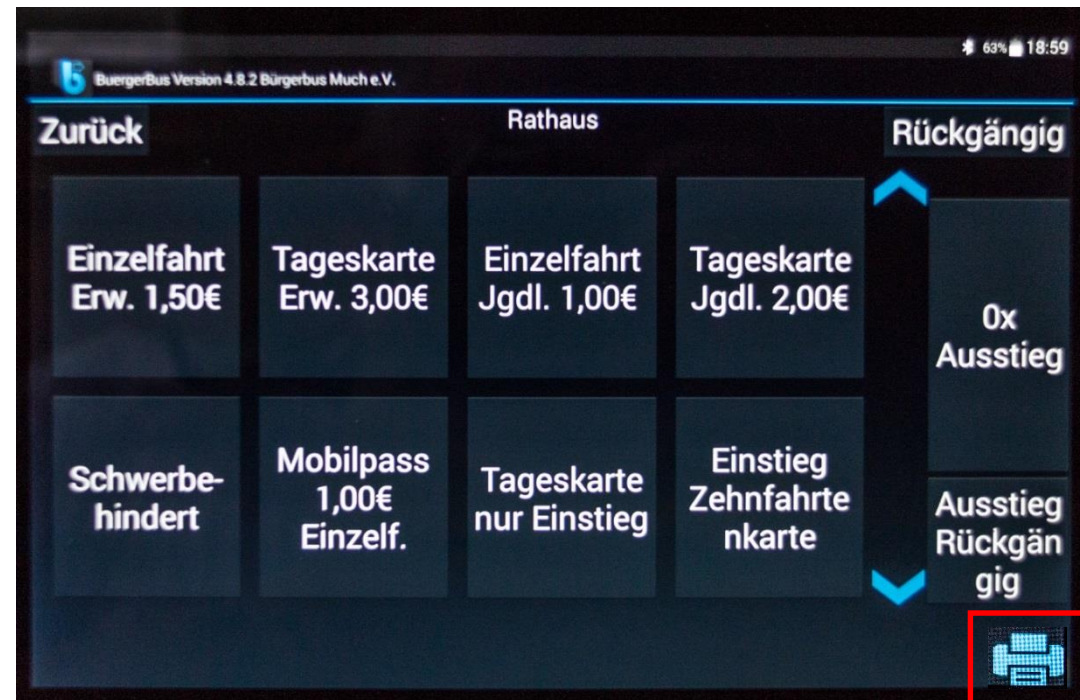 63% 18:59
BuergerBus Version 4.8.2 Bürgerbus Much e.V.
Zurück
Rathaus
Rückgängig
Einzelfahrt
Erw. 1,50€
Tageskarte
Erw. 3,00€
Einzelfahrt
Jgdl. 1,00€
Tageskarte
Jgdl. 2,00€
0x
Ausstieg
Schwerbe-
hindert
Mobilpass
1,00€
Einzelf.
Tageskarte
nur Einstieg
Einstieg
Zehnfahrte
nkarte
Ausstieg
Rückgän
gig